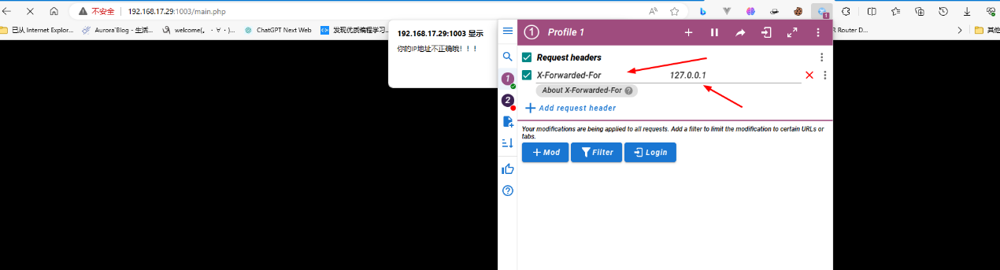 不安全 192.168.17.29:1003/main.php
已从 Internet Explor...
Aurora`Blog - 生活...
welcome(。・∀・)...
ChatGPT Next Web
发现优质编程学习...
Router D...
其他
192.168.17.29:1003 显示
你的IP地址不正确哦！！！
1 Profile 1
Request headers
X-Forwarded-For 127.0.0.1
About X-Forwarded-For ?
Add request header
1
2
Your modifications are being applied to all requests. Add a filter to limit the modification to certain URLs or
tabs.
Mod Filter Login